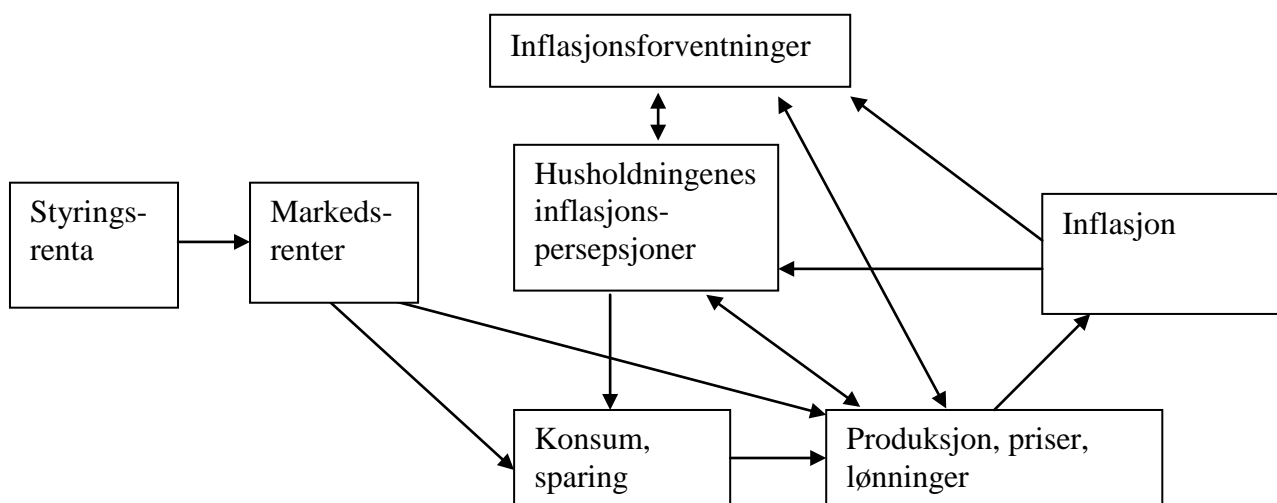 Inflasjonsforventninger
Husholdningenes
inflasjons-
persepsjoner
Styrings-
renta
Markeds-
renter
Inflasjon
Konsum,
sparing
Produksjon, priser,
lønninger